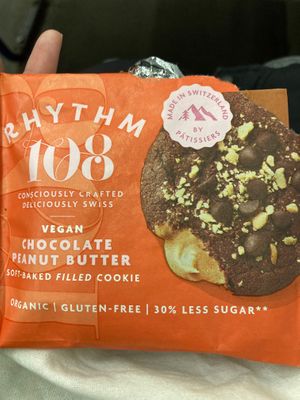 RHYTHM
108
CONSCIOUSLY CRAFTED
DELICIOUSLY SWISS
MADE IN SWITZERLAND
BY
PÂTISSIERS
VEGAN
CHOCOLATE
PEANUT BUTTER
SOFT-BAKED FILLED COOKIE
ORGANIC | GLUTEN-FREE | 30% LESS SUGAR**